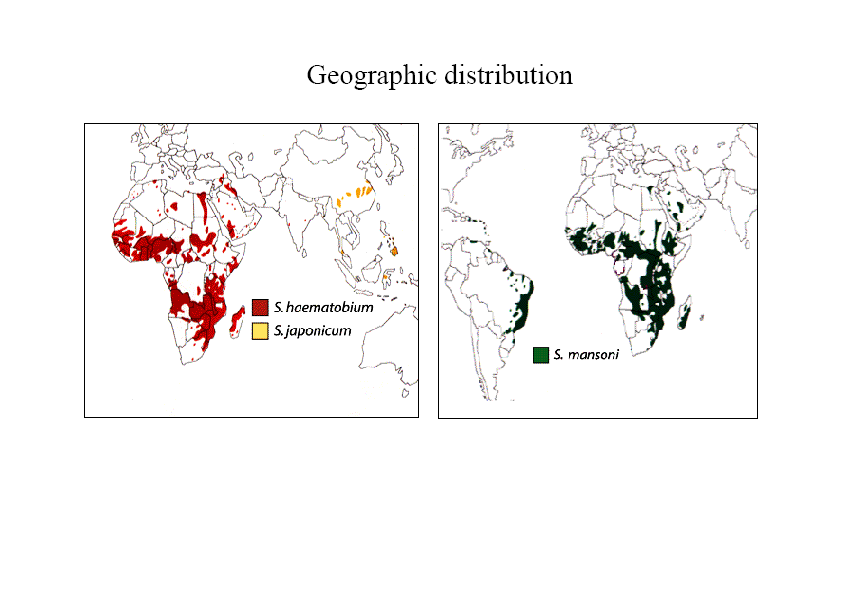 Geographic distribution
S. haematobium
S. japonicum
S. mansoni